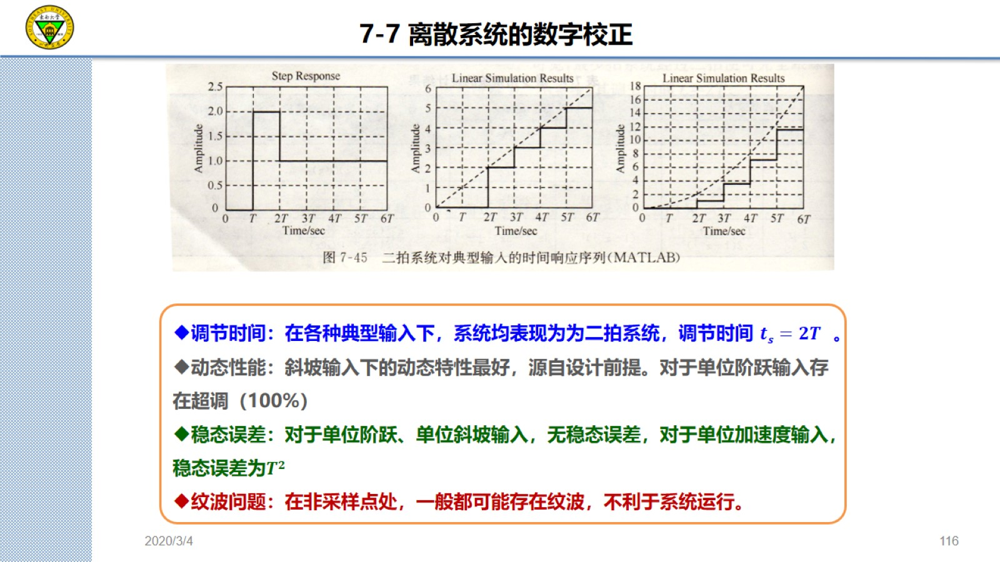 7-7 离散系统的数字校正
Step Response
2.5
2.0
1.5
1.0
0.5
0
Amplitude
0 T 2T 3T 4T 5T 6T
Time/sec
Linear Simulation Results
6
5
4
3
2
1
0
Amplitude
0 T 2T 3T 4T 5T 6T
Time/sec
Linear Simulation Results
18
16
14
12
10
8
6
4
2
0
Amplitude
0 T 2T 3T 4T 5T 6T
Time/sec
图 7-45 二拍系统对典型输入的时间响应序列(MATLAB)
◆调节时间：在各种典型输入下，系统均表现为为二拍系统，调节时间 tₛ = 2T 。
◆动态性能：斜坡输入下的动态特性最好，源自设计前提。对于单位阶跃输入存
在超调（100%）
◆稳态误差：对于单位阶跃、单位斜坡输入，无稳态误差，对于单位加速度输入，
稳态误差为T²
◆纹波问题：在非采样点处，一般都可能存在纹波，不利于系统运行。
2020/3/4
116